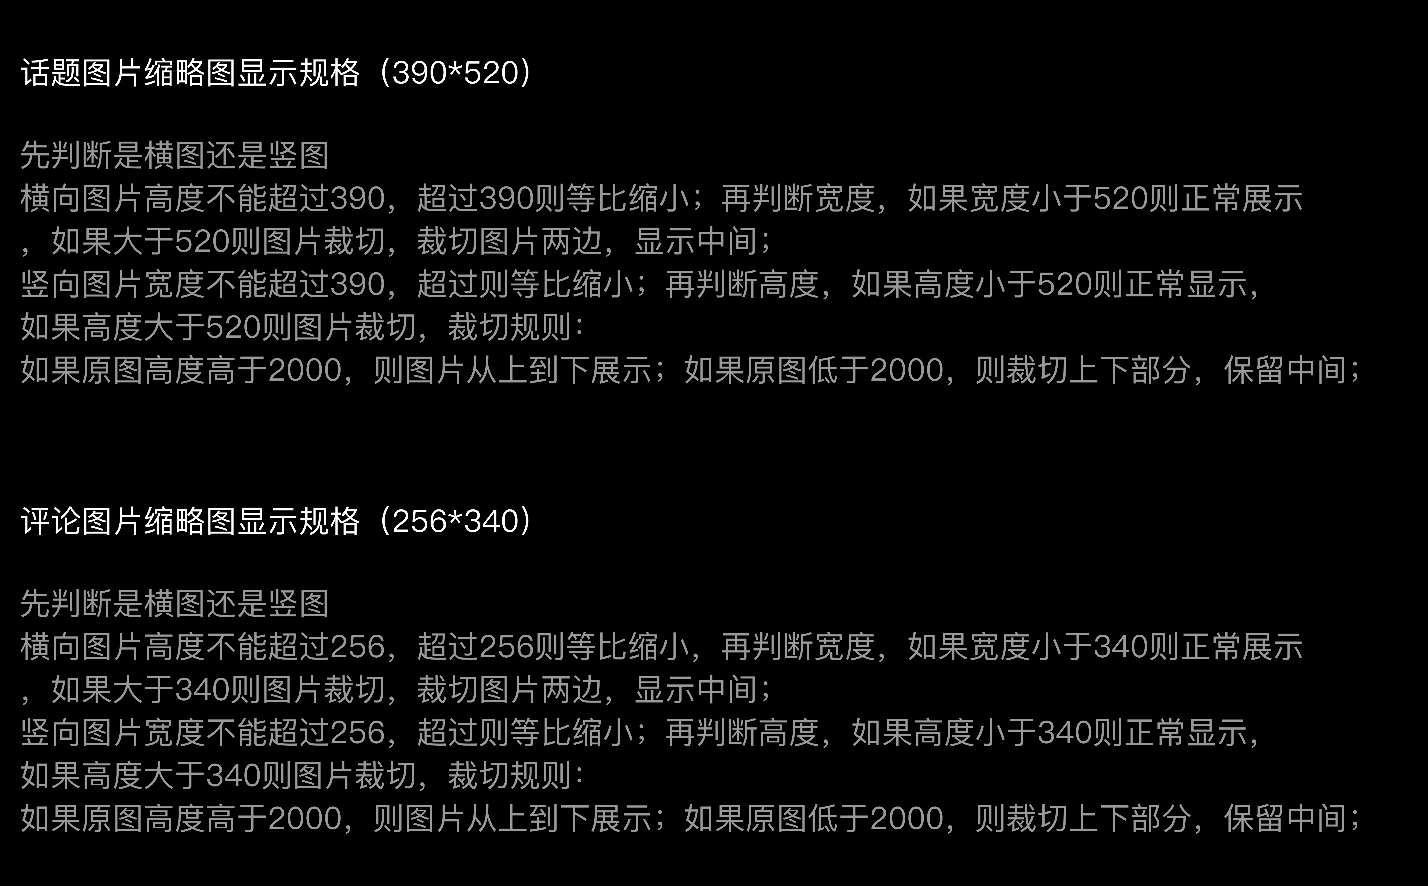 话题图片缩略图显示规格（390*520）
先判断是横图还是竖图
横向图片高度不能超过390，超过390则等比缩小；再判断宽度，如果宽度小于520则正常展示
，如果大于520则图片裁切，裁切图片两边，显示中间；
竖向图片宽度不能超过390，超过则等比缩小；再判断高度，如果高度小于520则正常显示，
如果高度大于520则图片裁切，裁切规则：
如果原图高度高于2000，则图片从上到下展示；如果原图低于2000，则裁切上下部分，保留中间；
评论图片缩略图显示规格（256*340）
先判断是横图还是竖图
横向图片高度不能超过256，超过256则等比缩小，再判断宽度，如果宽度小于340则正常展示
，如果大于340则图片裁切，裁切图片两边，显示中间；
竖向图片宽度不能超过256，超过则等比缩小；再判断高度，如果高度小于340则正常显示，
如果高度大于340则图片裁切，裁切规则：
如果原图高度高于2000，则图片从上到下展示；如果原图低于2000，则裁切上下部分，保留中间；